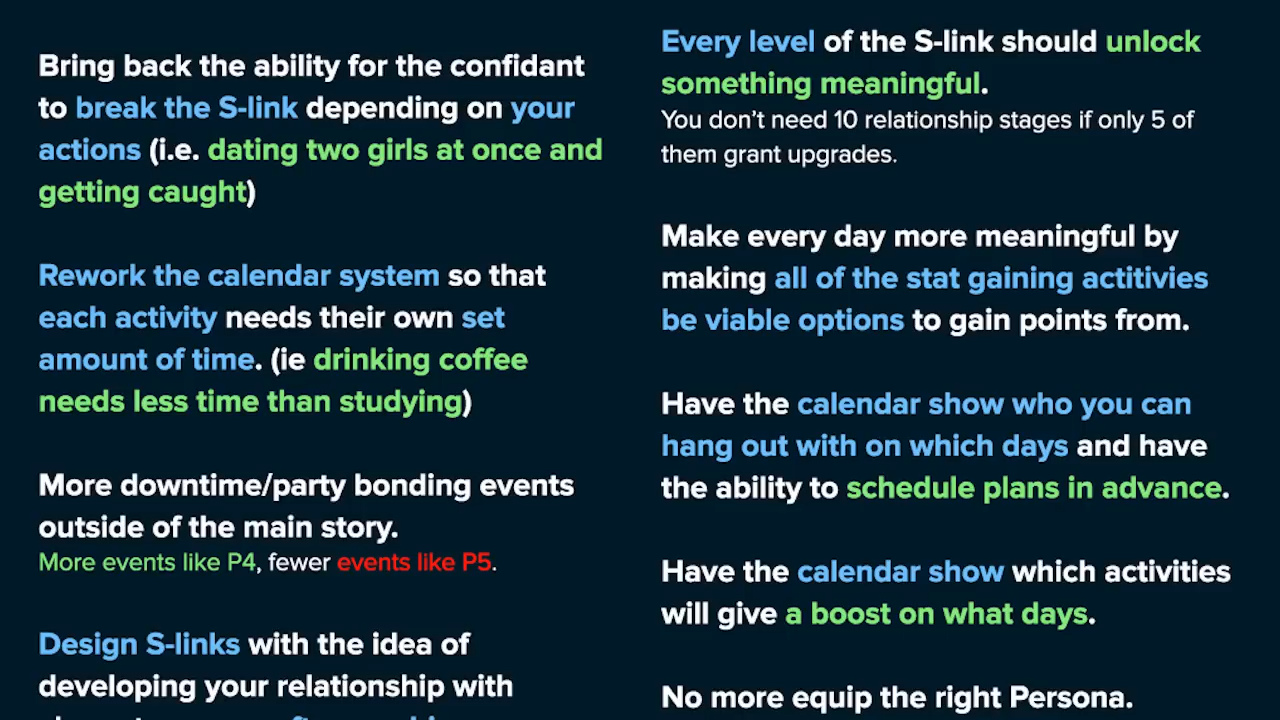 Bring back the ability for the confidant
to break the S-link depending on your
actions (i.e. dating two girls at once and
getting caught)
Rework the calendar system so that
each activity needs their own set
amount of time. (ie drinking coffee
needs less time than studying)
More downtime/party bonding events
outside of the main story.
More events like P4, fewer events like P5.
Design S-links with the idea of
developing your relationship with
Every level of the S-link should unlock
something meaningful.
You don’t need 10 relationship stages if only 5 of
them grant upgrades.
Make every day more meaningful by
making all of the stat gaining actitivies
be viable options to gain points from.
Have the calendar show who you can
hang out with on which days and have
the ability to schedule plans in advance.
Have the calendar show which activities
will give a boost on what days.
No more equip the right Persona.